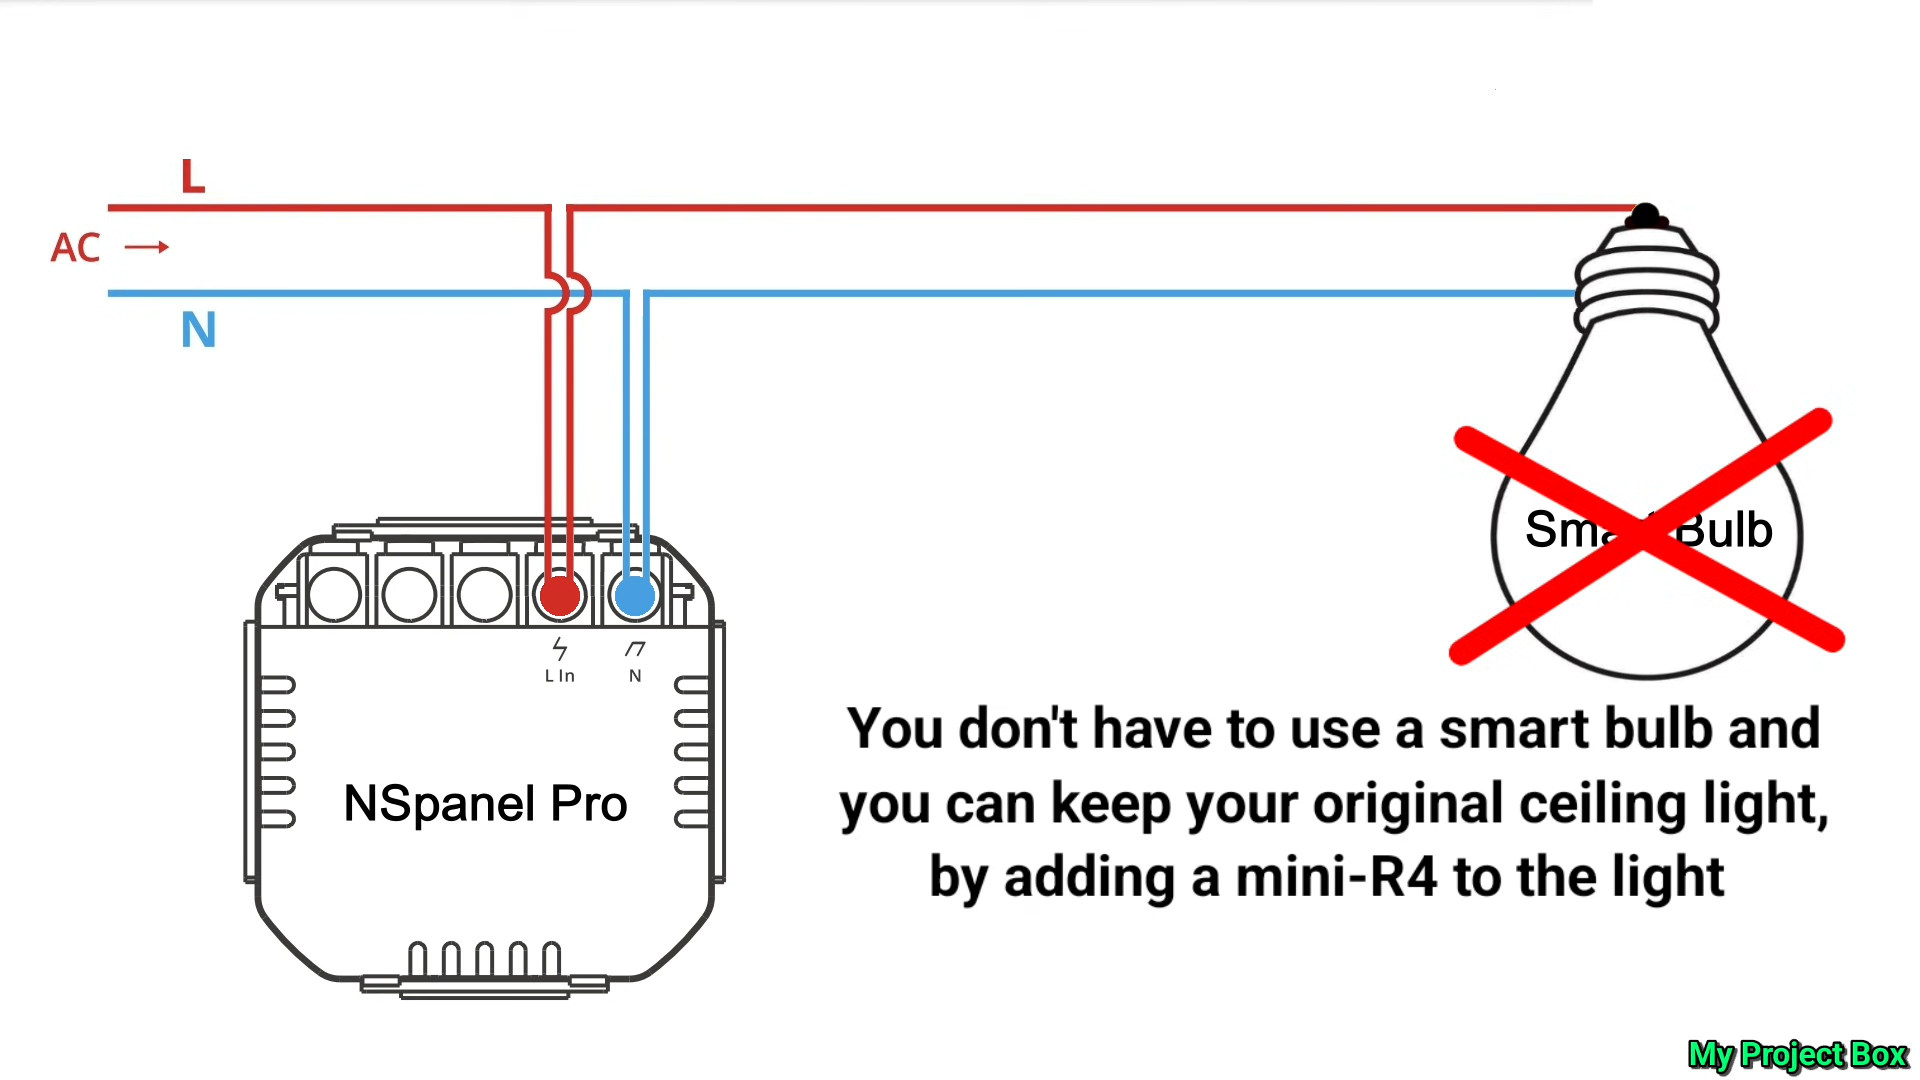 L
AC
N
Smart Bulb
L In
N
NSpanel Pro
You don't have to use a smart bulb and
you can keep your original ceiling light,
by adding a mini-R4 to the light
My Project Box